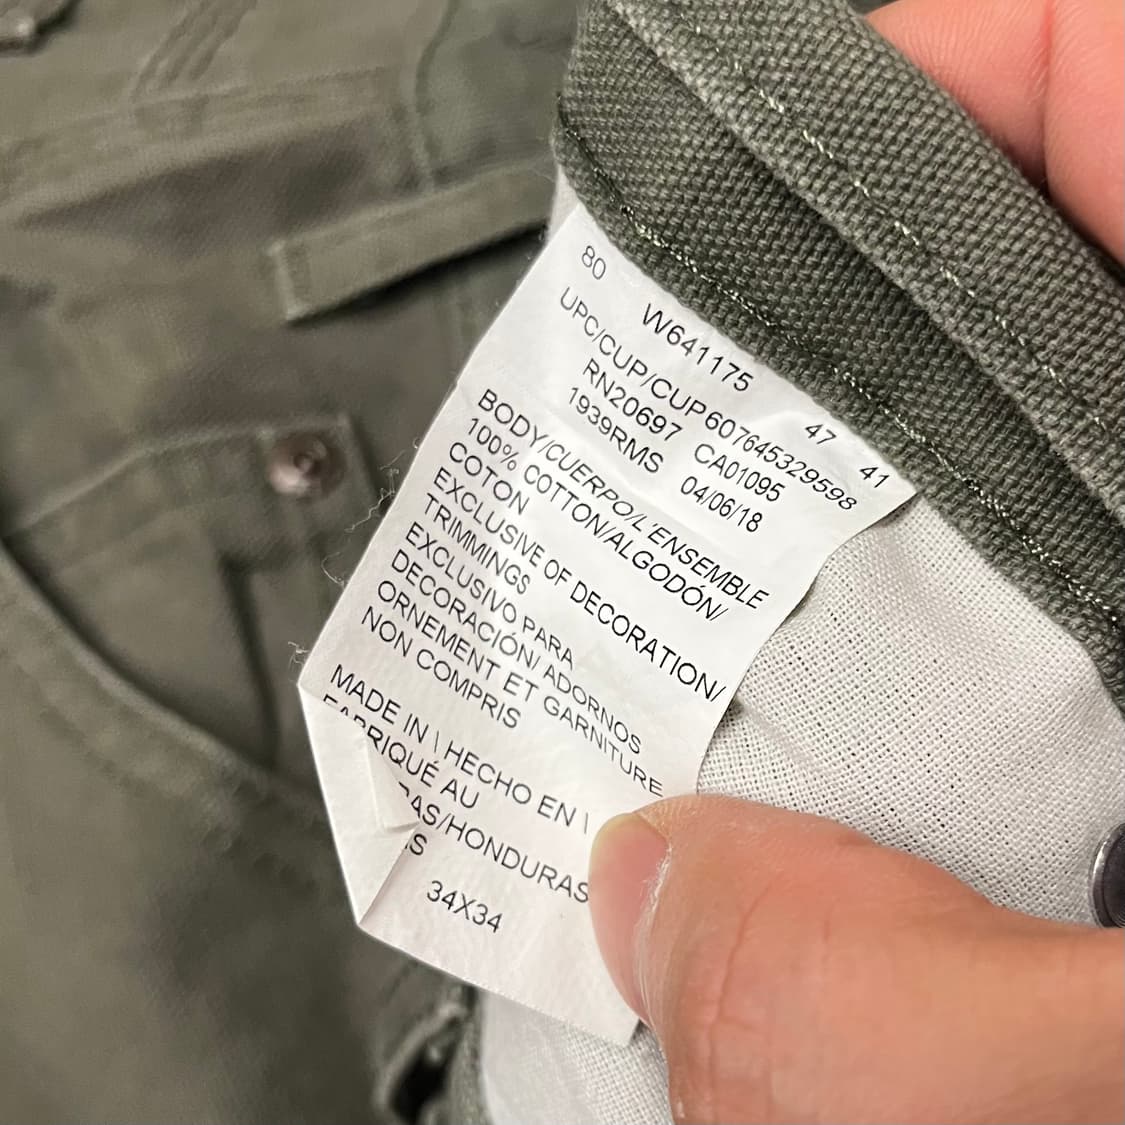 80 W641175 47 41
UPC/CUP/CUP607645329598
RN20697 CA01095
1939RMS 04/06/18
BODY/CUERPO/L'ENSEMBLE
100% COTTON/ALGODÓN/
COTON
EXCLUSIVE OF DECORATION/
TRIMMINGS
EXCLUSIVO PARA
DECORACIÓN/ ADORNOS
ORNEMENT ET GARNITURE
NON COMPRIS
MADE IN \ HECHO EN \
FABRIQUÉ AU
AS/HONDURAS
S
34X34